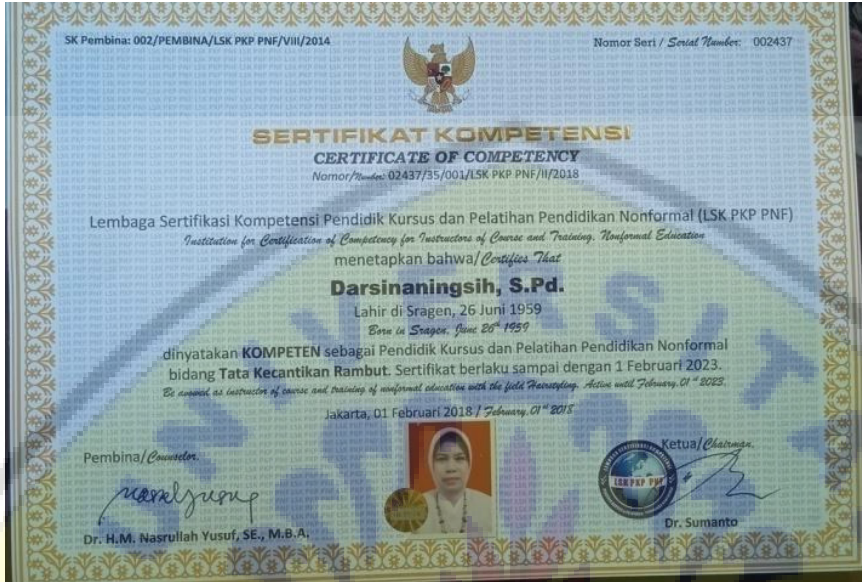 SK Pembina: 002/PEMBINA/LSK PKP PNF/VIII/2014
Nomor Seri / Serial Number: 002437
SERTIFIKAT KOMPETENSI
CERTIFICATE OF COMPETENCY
Nomor/Number: 02437/35/001/LSK PKP PNF/II/2018
Lembaga Sertifikasi Kompetensi Pendidik Kursus dan Pelatihan Pendidikan Nonformal (LSK PKP PNF)
Institution for Certification of Competency for Instructors of Course and Training, Nonformal Education
menetapkan bahwa/Certifies That
Darsinaningsih, S.Pd.
Lahir di Sragen, 26 Juni 1959
Born in Sragen, June 26th 1959
dinyatakan KOMPETEN sebagai Pendidik Kursus dan Pelatihan Pendidikan Nonformal
bidang Tata Kecantikan Rambut. Sertifikat berlaku sampai dengan 1 Februari 2023.
Be as instructor of course and training of nonformal education with the field Hairstyling. Active until February, 01st 2023.
Jakarta, 01 Februari 2018 / February, 01st 2018
Pembina/Counselor.
Ketua/Chairman.
LSK PKP PNF
Dr. H.M. Nasrullah Yusuf, SE., M.B.A.
Dr. Sumanto